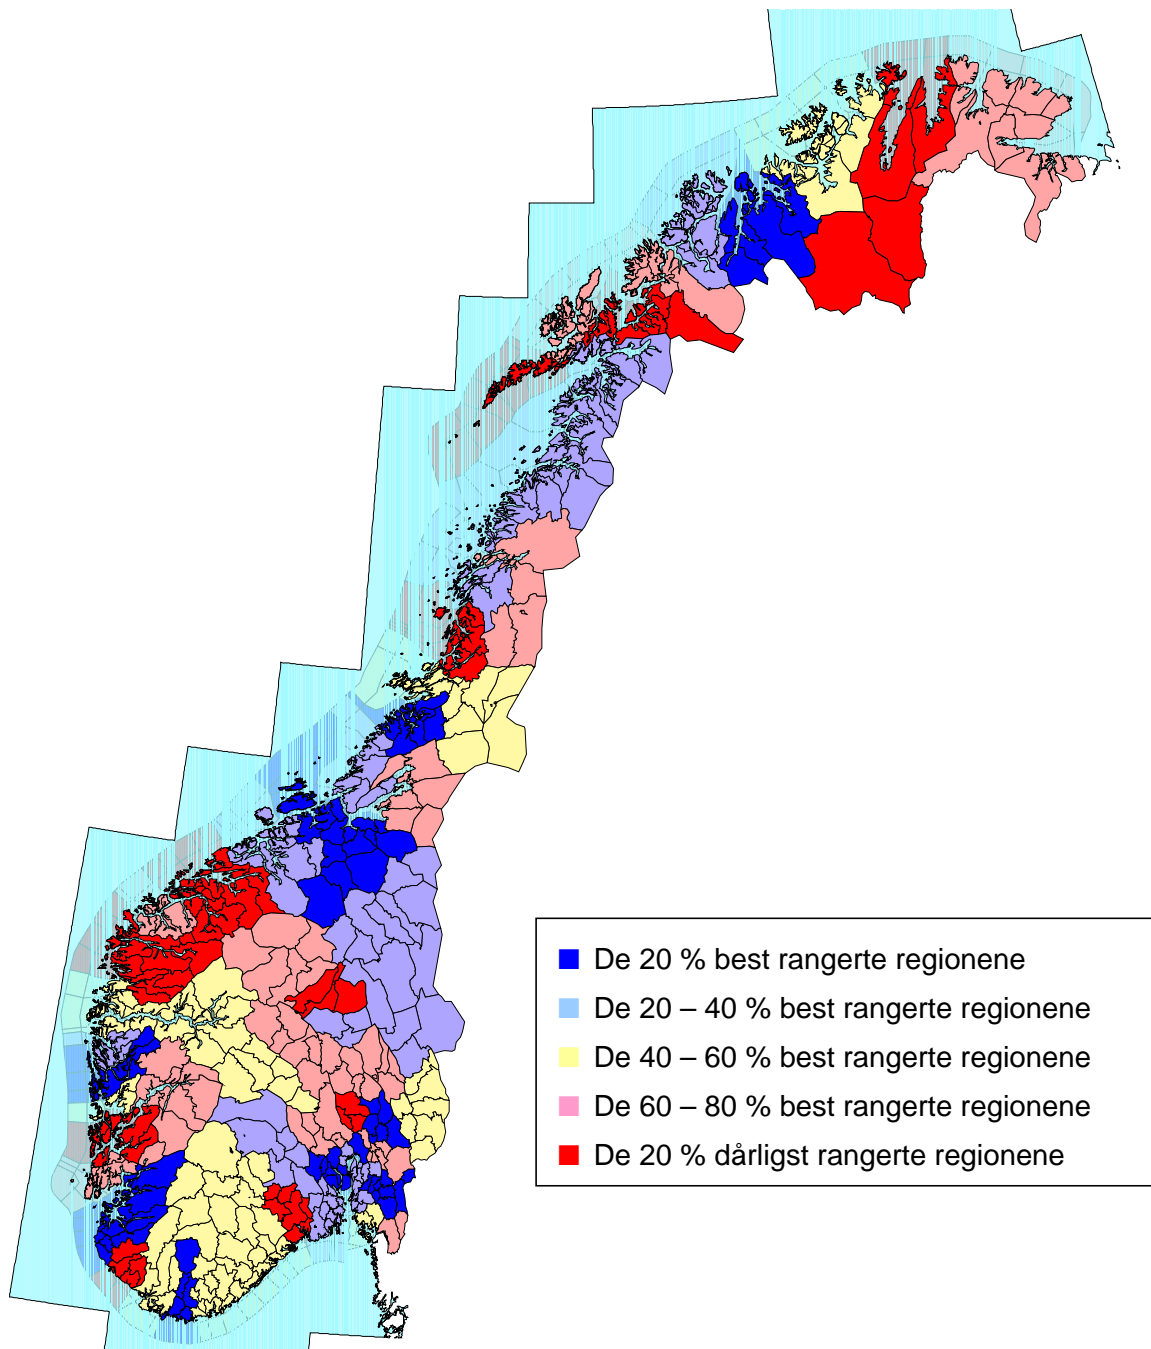 De 20 % best rangerte regionene
De 20 – 40 % best rangerte regionene
De 40 – 60 % best rangerte regionene
De 60 – 80 % best rangerte regionene
De 20 % dårligst rangerte regionene